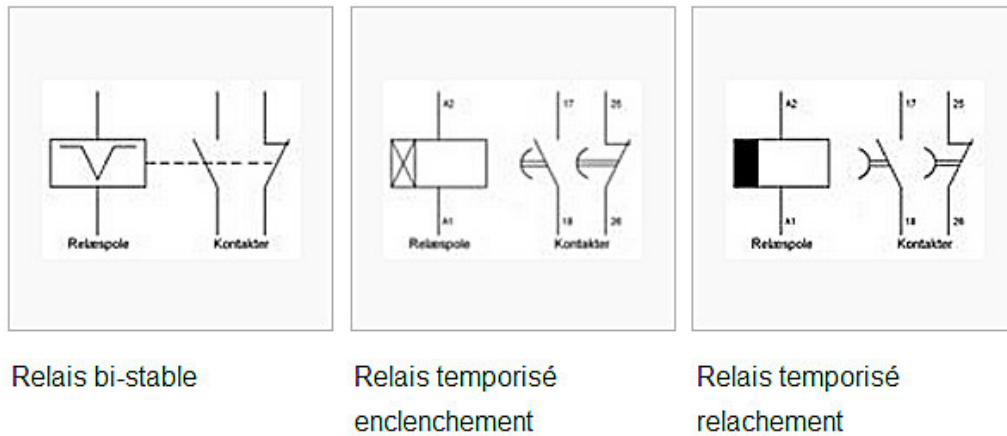 Relæspole Kontakter
A2 17 25
A1 18 26
Relæspole Kontakter
A2 17 25
A1 18 26
Relæspole Kontakter
Relais bi-stable
Relais temporisé
enclenchement
Relais temporisé
relachement